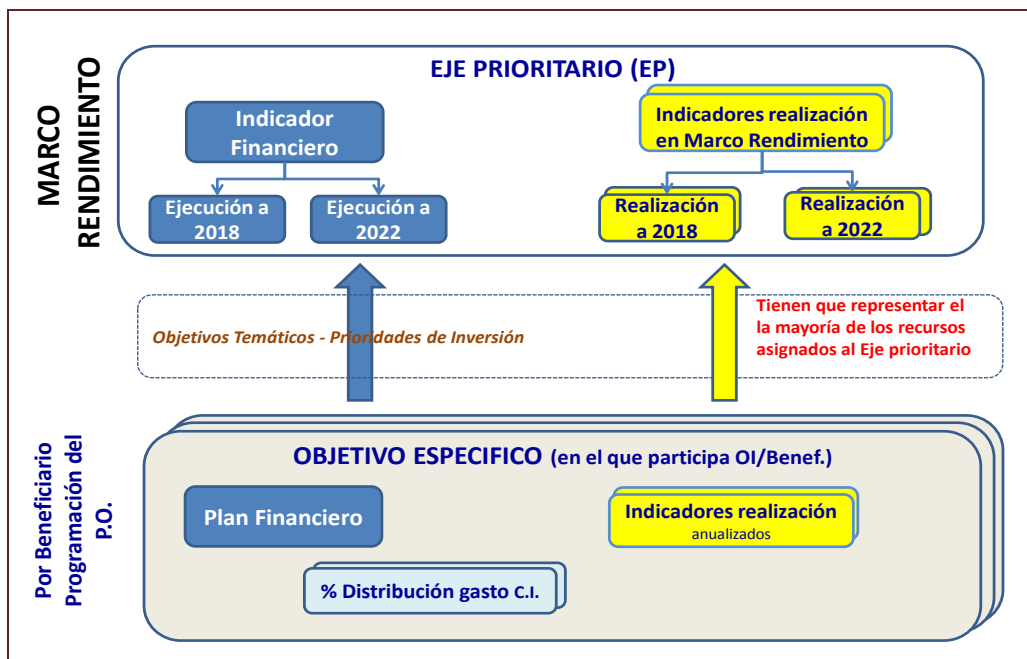 MARCO
RENDIMIENTO
EJE PRIORITARIO (EP)
Indicador
Financiero
Ejecución a
2018
Ejecución a
2022
Indicadores realización
en Marco Rendimiento
Realización
a 2018
Realización
a 2022
Objetivos Temáticos - Prioridades de Inversión
Tienen que representar el
la mayoría de los recursos
asignados al Eje prioritario
Por Beneficiario
Programación del
P.O.
OBJETIVO ESPECIFICO (en el que participa OI/Benef.)
Plan Financiero
Indicadores realización
anualizados
% Distribución gasto C.I.